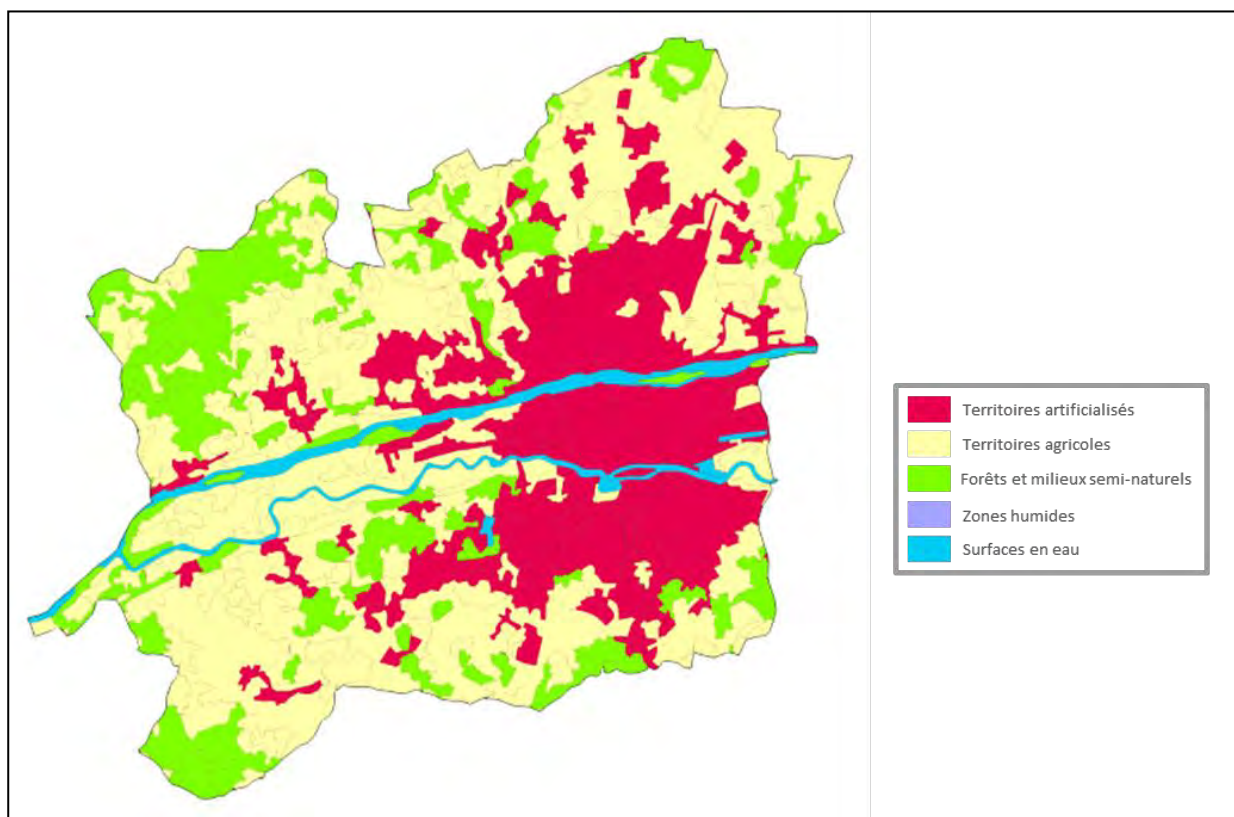 Territoires artificialisés
Territoires agricoles
Forêts et milieux semi-naturels
Zones humides
Surfaces en eau